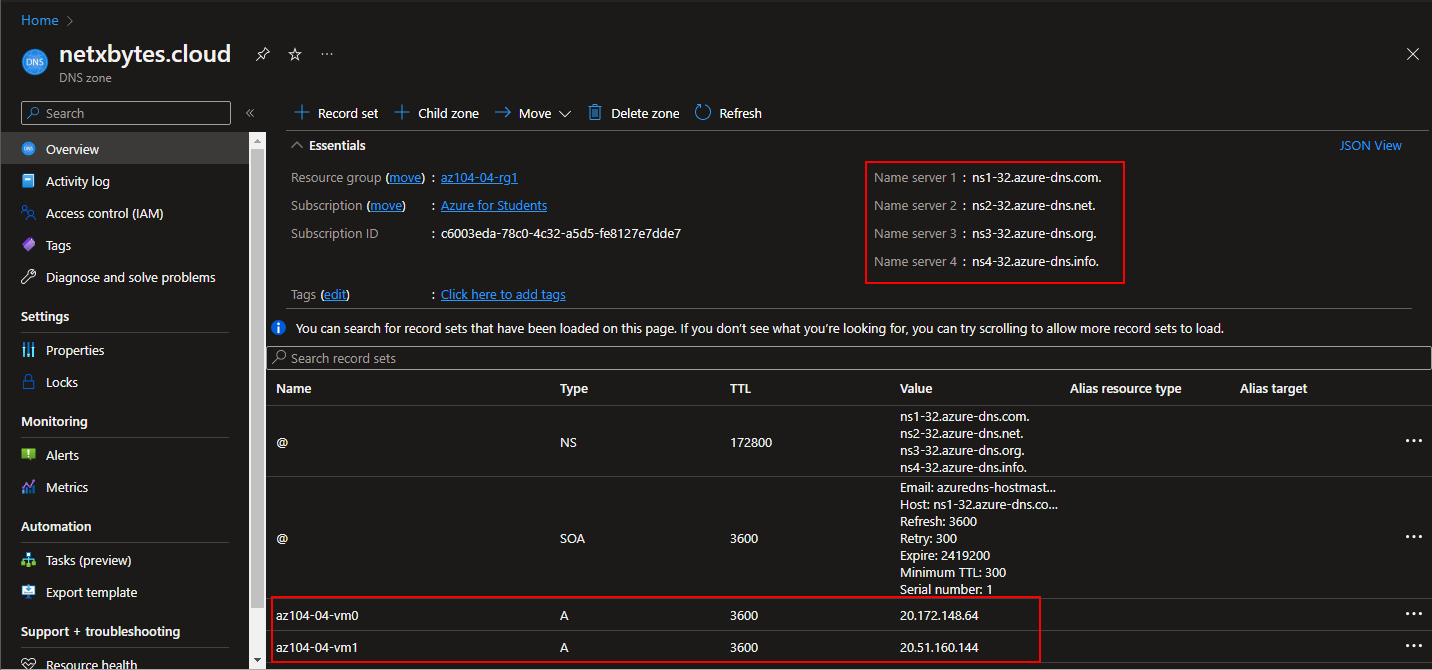 Home >
DNS
netxbytes.cloud
DNS zone
Search
Overview
Activity log
Access control (IAM)
Tags
Diagnose and solve problems
Settings
Properties
Locks
Monitoring
Alerts
Metrics
Automation
Tasks (preview)
Export template
Support + troubleshooting
Resource health
+ Record set + Child zone → Move Delete zone Refresh
Essentials JSON View
Resource group (move) : az104-04-rg1
Subscription (move) : Azure for Students
Subscription ID : c6003eda-78c0-4c32-a5d5-fe8127e7dde7
Tags (edit) : Click here to add tags
Name server 1 : ns1-32.azure-dns.com.
Name server 2 : ns2-32.azure-dns.net.
Name server 3 : ns3-32.azure-dns.org.
Name server 4 : ns4-32.azure-dns.info.
You can search for record sets that have been loaded on this page. If you don't see what you're looking for, you can try scrolling to allow more record sets to load.
Search record sets
Name Type TTL Value Alias resource type Alias target
@ NS 172800
ns1-32.azure-dns.com.
ns2-32.azure-dns.net.
ns3-32.azure-dns.org.
ns4-32.azure-dns.info.
@ SOA 3600
Email: azuredns-hostmast...
Host: ns1-32.azure-dns.co...
Refresh: 3600
Retry: 300
Expire: 2419200
Minimum TTL: 300
Serial number: 1
az104-04-vm0 A 3600 20.172.148.64
az104-04-vm1 A 3600 20.51.160.144